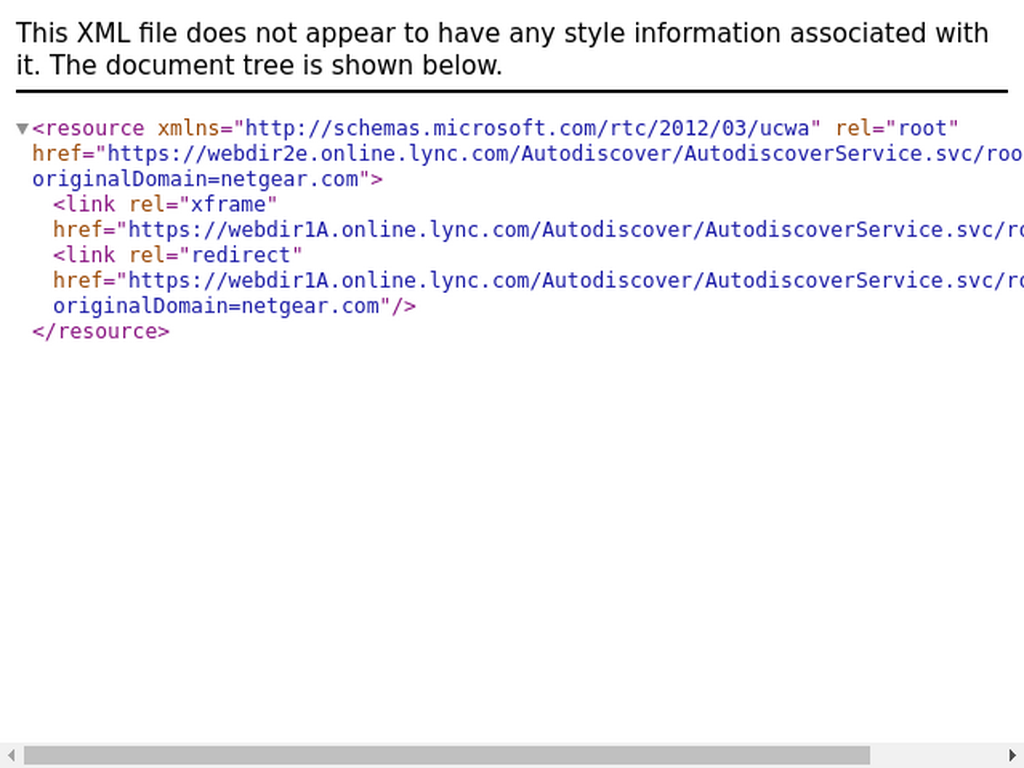 This XML file does not appear to have any style information associated with
it. The document tree is shown below.
▼<resource xmlns="http://schemas.microsoft.com/rtc/2012/03/ucwa" rel="root"
href="https://webdir2e.online.lync.com/Autodiscover/AutodiscoverService.svc/roo
originalDomain=netgear.com">
<link rel="xframe"
href="https://webdir1A.online.lync.com/Autodiscover/AutodiscoverService.svc/ro
<link rel="redirect"
href="https://webdir1A.online.lync.com/Autodiscover/AutodiscoverService.svc/ro
originalDomain=netgear.com"/>
</resource>